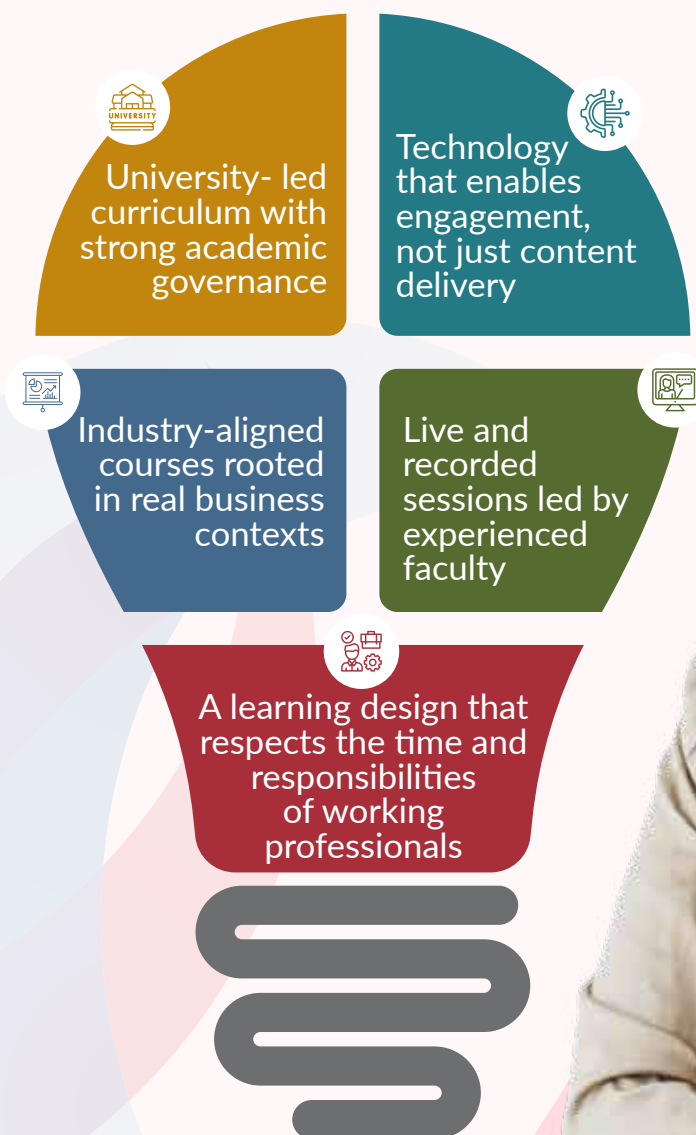 UNIVERSITY
University- led
curriculum with
strong academic
governance
Technology
that enables
engagement,
not just content
delivery
Industry-aligned
courses rooted
in real business
contexts
Live and
recorded
sessions led by
experienced
faculty
A learning design that
respects the time and
responsibilities
of working
professionals